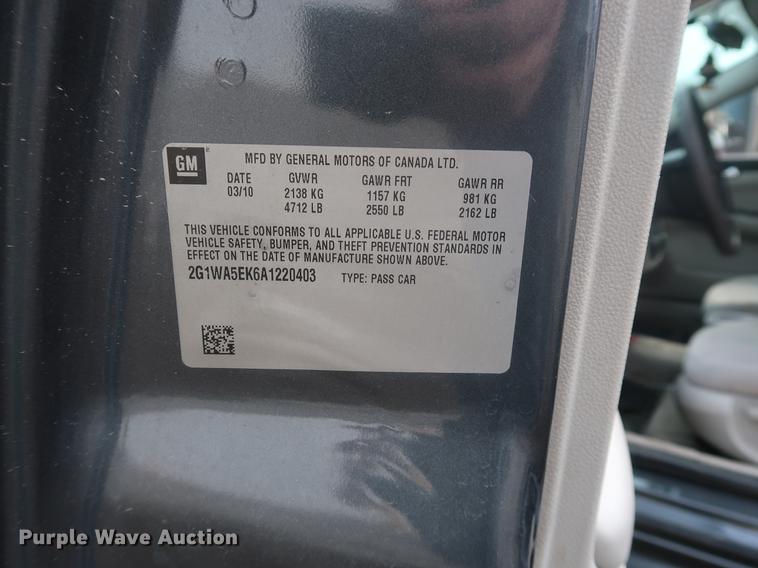 GM
MFD BY GENERAL MOTORS OF CANADA LTD.
DATE GVWR GAWR FRT GAWR RR
03/10 2138 KG 1157 KG 981 KG
4712 LB 2550 LB 2162 LB
THIS VEHICLE CONFORMS TO ALL APPLICABLE U.S. FEDERAL MOTOR
VEHICLE SAFETY, BUMPER, AND THEFT PREVENTION STANDARDS IN
EFFECT ON THE DATE OF MANUFACTURE SHOWN ABOVE.
2G1WA5EK6A1220403 TYPE: PASS CAR
Purple Wave Auction